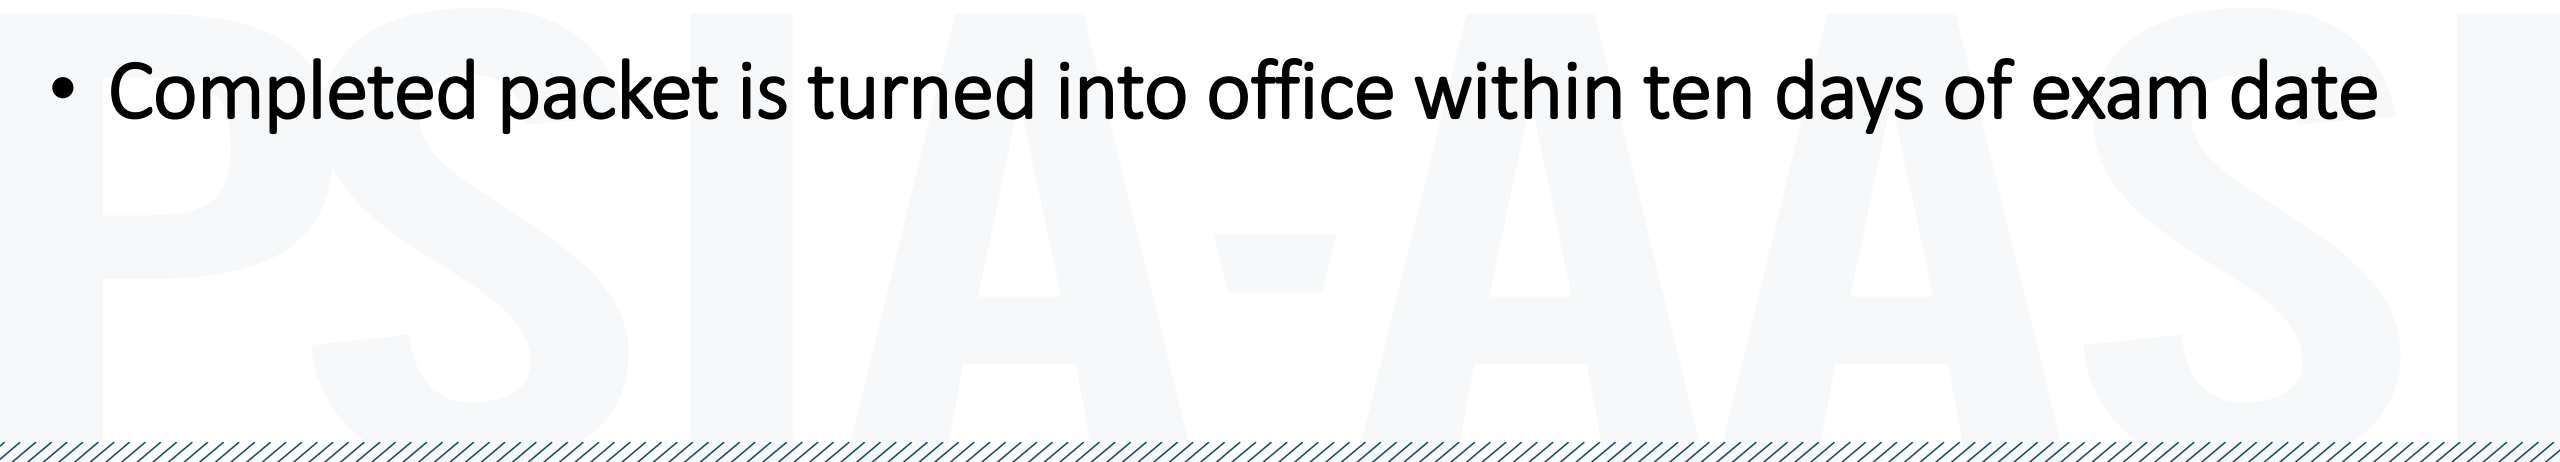 • Completed packet is turned into office within ten days of exam date
PSIA-AASI